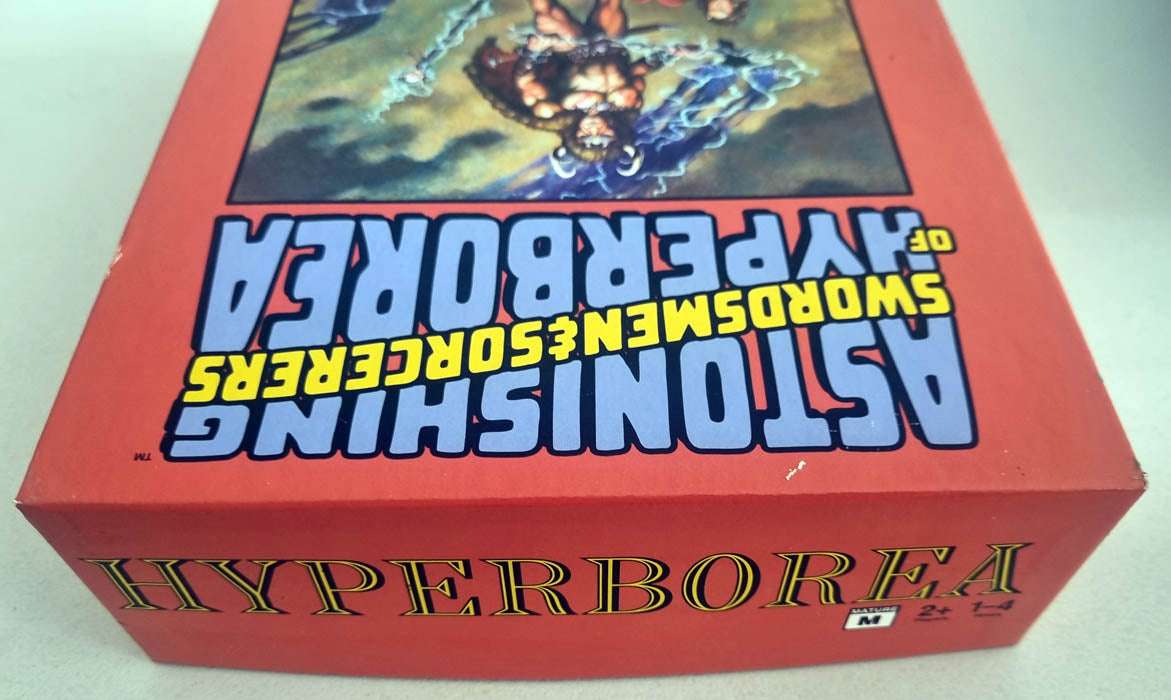 ASTONISHING
SWORDSMEN & SORCERERS
OF
HYPERBOREA
TM
HYPERBOREA
MATURE
M
2+
1–4